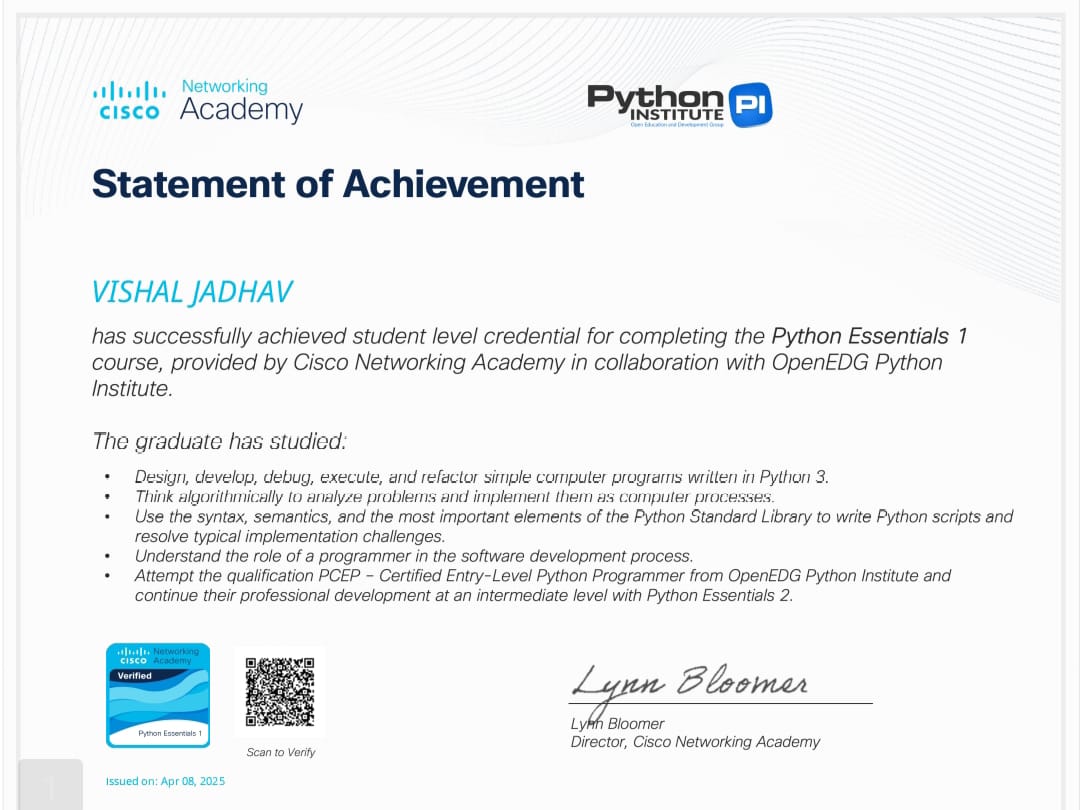 Networking
CISCO Academy
Python
INSTITUTE
PI
Open Education and Development Group
Statement of Achievement
VISHAL JADHAV
has successfully achieved student level credential for completing the Python Essentials 1
course, provided by Cisco Networking Academy in collaboration with OpenEDG Python
Institute.
The graduate has studied:
• Design, develop, debug, execute, and refactor simple computer programs written in Python 3.
• Think algorithmically to analyze problems and implement them as computer processes.
• Use the syntax, semantics, and the most important elements of the Python Standard Library to write Python scripts and
resolve typical implementation challenges.
• Understand the role of a programmer in the software development process.
• Attempt the qualification PCEP – Certified Entry-Level Python Programmer from OpenEDG Python Institute and
continue their professional development at an intermediate level with Python Essentials 2.
Networking
CISCO Academy
Verified
Python Essentials 1
Scan to Verify
Lynn Bloomer
Lynn Bloomer
Director, Cisco Networking Academy
Issued on: Apr 08, 2025
1